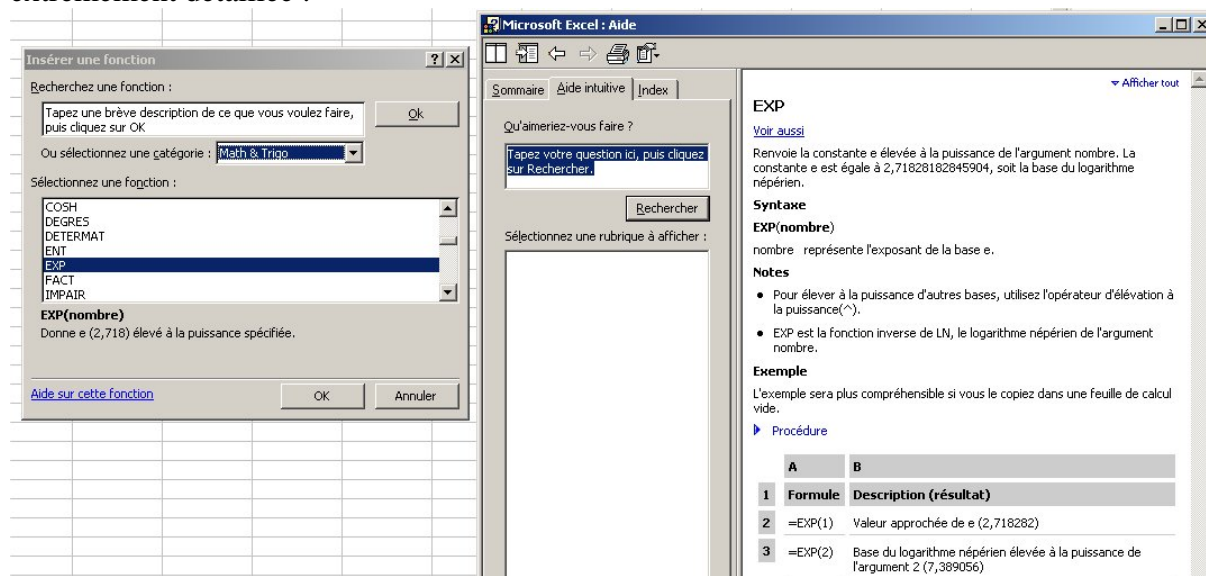 extrêmement détaillée :
Insérer une fonction
Recherchez une fonction :
Tapez une brève description de ce que vous voulez faire,
puis cliquez sur OK
Ok
Ou sélectionnez une catégorie : Math & Trigo
Sélectionnez une fonction :
COSH
DEGRES
DETERMAT
ENT
EXP
FACT
IMPAIR
EXP(nombre)
Donne e (2,718) élevé à la puissance spécifiée.
Aide sur cette fonction
OK
Annuler
Microsoft Excel : Aide
Sommaire Aide intuitive Index
Qu'aimeriez-vous faire ?
Tapez votre question ici, puis cliquez
sur Rechercher.
Rechercher
Sélectionnez une rubrique à afficher :
Afficher tout
EXP
Voir aussi
Renvoie la constante e élevée à la puissance de l'argument nombre. La
constante e est égale à 2,71828182845904, soit la base du logarithme
népérien.
Syntaxe
EXP(nombre)
nombre représente l'exposant de la base e.
Notes
• Pour élever à la puissance d'autres bases, utilisez l'opérateur d'élévation à
la puissance(^).
• EXP est la fonction inverse de LN, le logarithme népérien de l'argument
nombre.
Exemple
L'exemple sera plus compréhensible si vous le copiez dans une feuille de calcul
vide.
Procédure
A B
1 Formule Description (résultat)
2 =EXP(1) Valeur approchée de e (2,718282)
3 =EXP(2) Base du logarithme népérien élevée à la puissance de
l'argument 2 (7,389056)